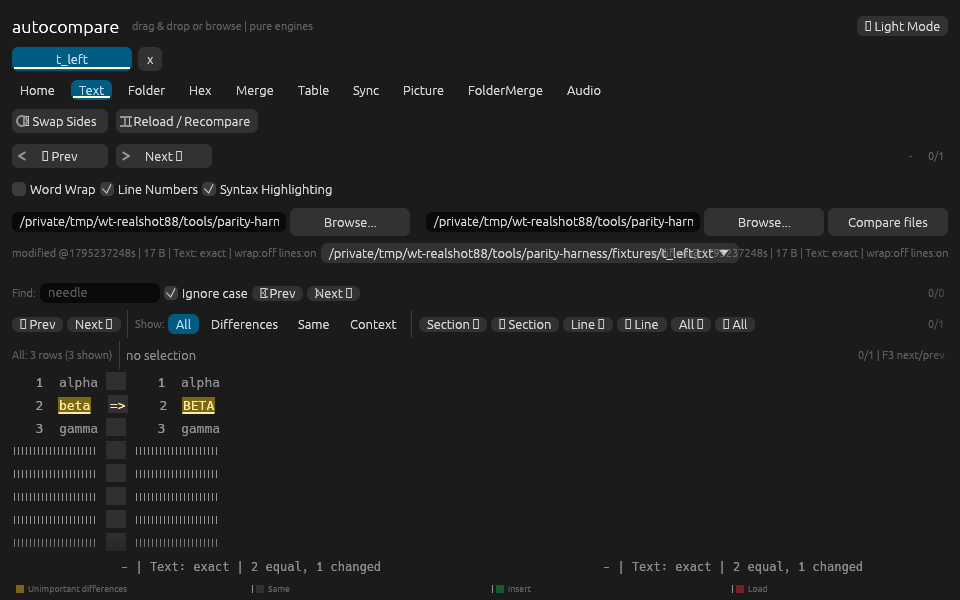 autocompare drag & drop or browse | pure engines Light Mode
t_left x
Home Text Folder Hex Merge Table Sync Picture FolderMerge Audio
Swap Sides Reload / Recompare
< Prev > Next - 0/1
Word Wrap Line Numbers Syntax Highlighting
/private/tmp/wt-realshot88/tools/parity-harn Browse... /private/tmp/wt-realshot88/tools/parity-harn Browse... Compare files
modified @1795237248s | 17 B | Text: exact | wrap:off lines:on /private/tmp/wt-realshot88/tools/parity-harness/fixtures/t_left.txt 17 B | Text: exact | wrap:off lines:on
Find: needle Ignore case Prev Next 0/0
Prev Next Show: All Differences Same Context Section Section Line Line All All 0/1
All: 3 rows (3 shown) no selection 0/1 | F3 next/prev
1 alpha 1 alpha
2 beta => 2 BETA
3 gamma 3 gamma
- | Text: exact | 2 equal, 1 changed - | Text: exact | 2 equal, 1 changed
Unimportant differences | Same | Insert | Load